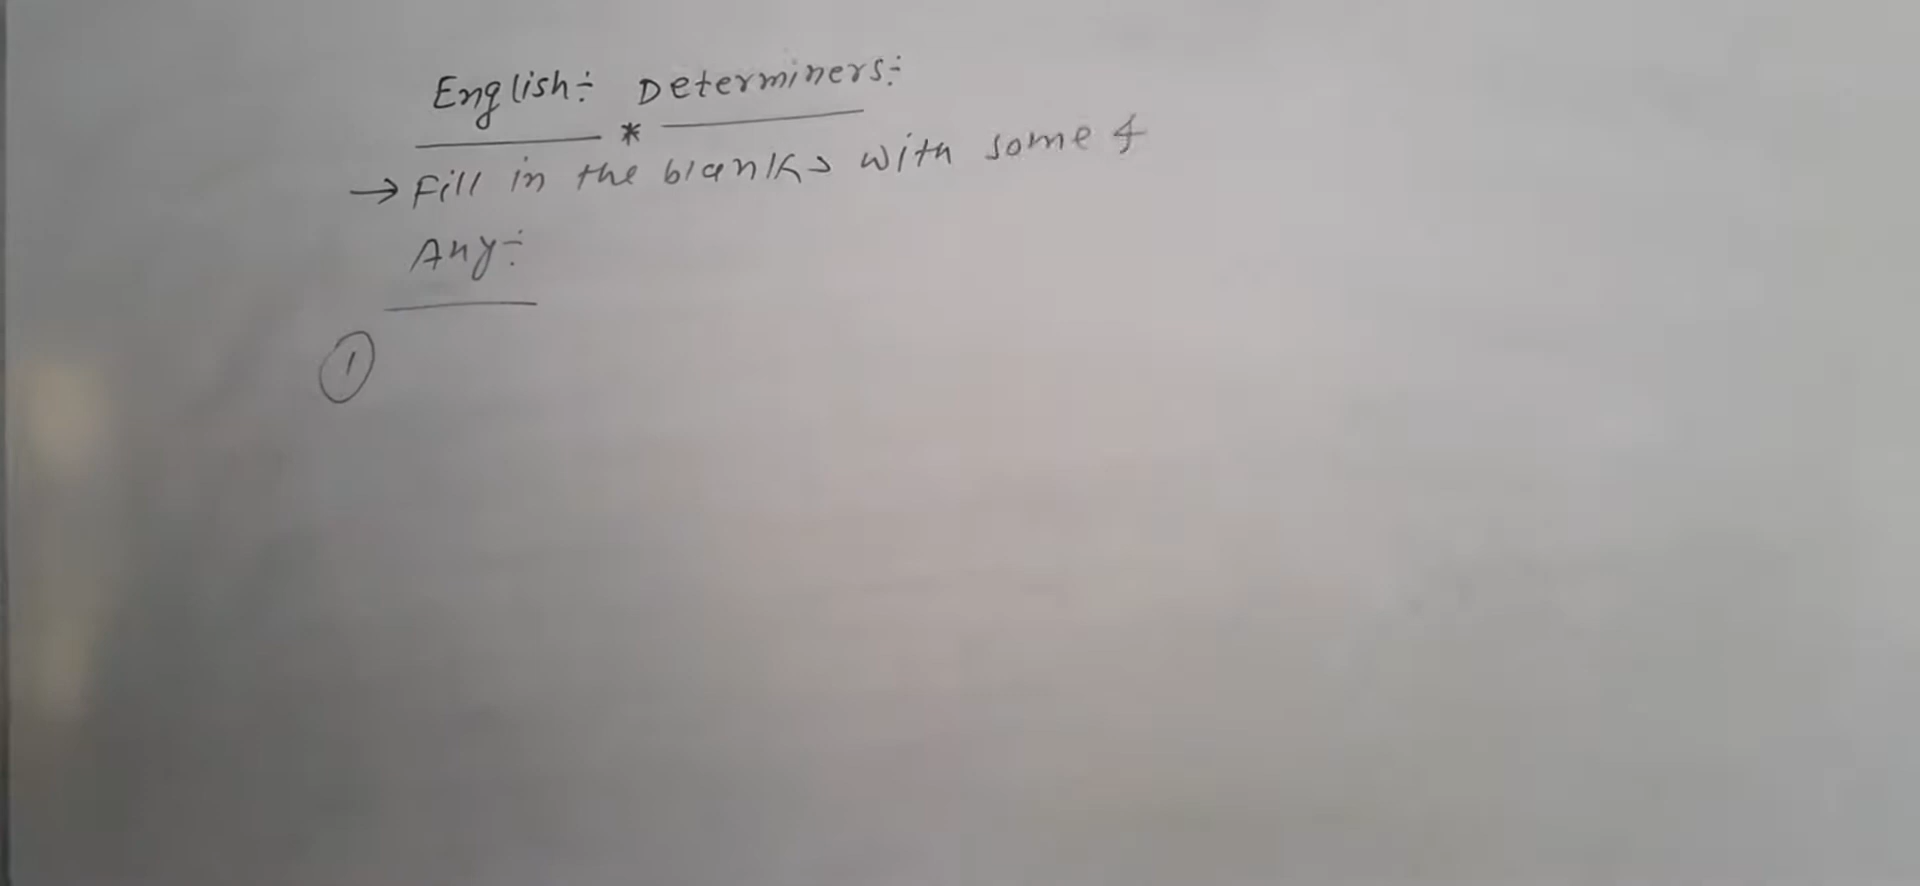 English:- Determiners:-
*
→ Fill in the blanks with some &
Any:-
①